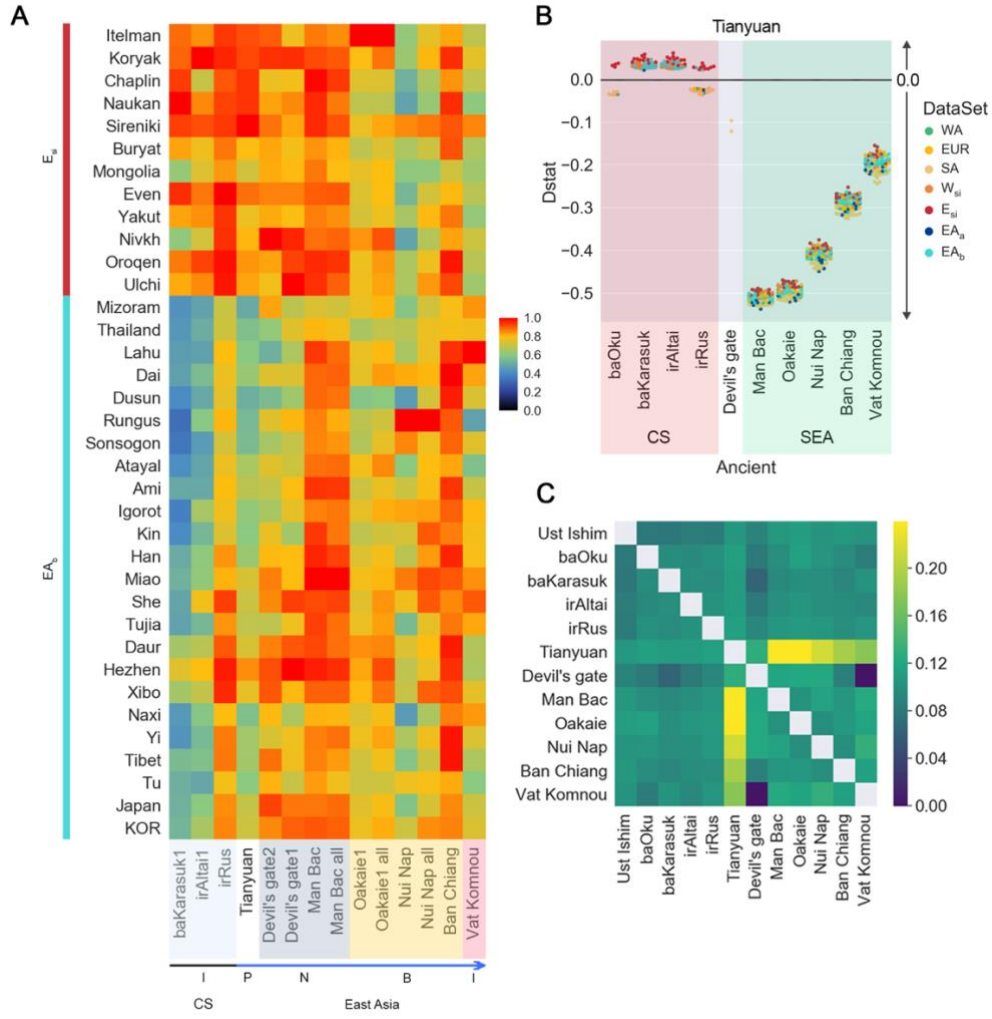 A
Itelman
Koryak
Chaplin
Naukan
Sireniki
Buryat
Mongolia
Even
Yakut
Nivkh
Oroqen
Ulchi
Mizoram
Thailand
Lahu
Dai
Dusun
Rungus
Sonsogon
Atayal
Ami
Igorot
Kin
Han
Miao
She
Tujia
Daur
Hezhen
Xibo
Naxi
Yi
Tibet
Tu
Japan
KOR
Esi
EAb
1.0
0.8
0.6
0.4
0.2
0.0
baKarasuk1
irAltai1
irRus
Tianyuan
Devil's gate2
Devil's gate1
Man Bac
Man Bac all
Oakaie1
Oakaie1 all
Nui Nap
Nui Nap all
Ban Chiang
Vat Komnou
I P N B I
CS East Asia
B
Tianyuan
0.0
−0.1
−0.2
−0.3
−0.4
−0.5
Dstat
0.0
DataSet
WA
EUR
SA
Wsi
Esi
EAa
EAb
baOku
baKarasuk
irAltai
irRus
Devil's gate
Man Bac
Oakaie
Nui Nap
Ban Chiang
Vat Komnou
CS SEA
Ancient
C
Ust Ishim
baOku
baKarasuk
irAltai
irRus
Tianyuan
Devil's gate
Man Bac
Oakaie
Nui Nap
Ban Chiang
Vat Komnou
0.20
0.16
0.12
0.08
0.04
0.00
Ust Ishim
baOku
baKarasuk
irAltai
irRus
Tianyuan
Devil's gate
Man Bac
Oakaie
Nui Nap
Ban Chiang
Vat Komnou